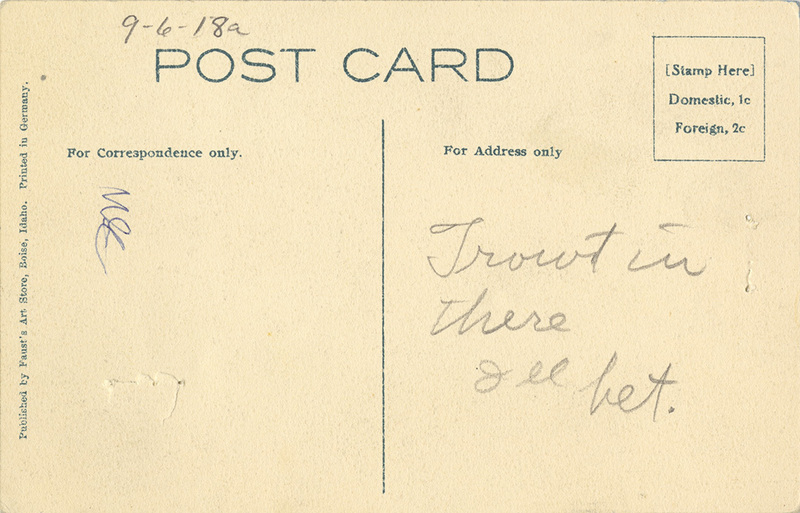 9-6-18a
POST CARD
[Stamp Here]
Domestic, 1c
Foreign, 2c
For Correspondence only.
For Address only
Trowt in
there
I'll bet.
Published by Faust's Art Store, Boise, Idaho. Printed in Germany.